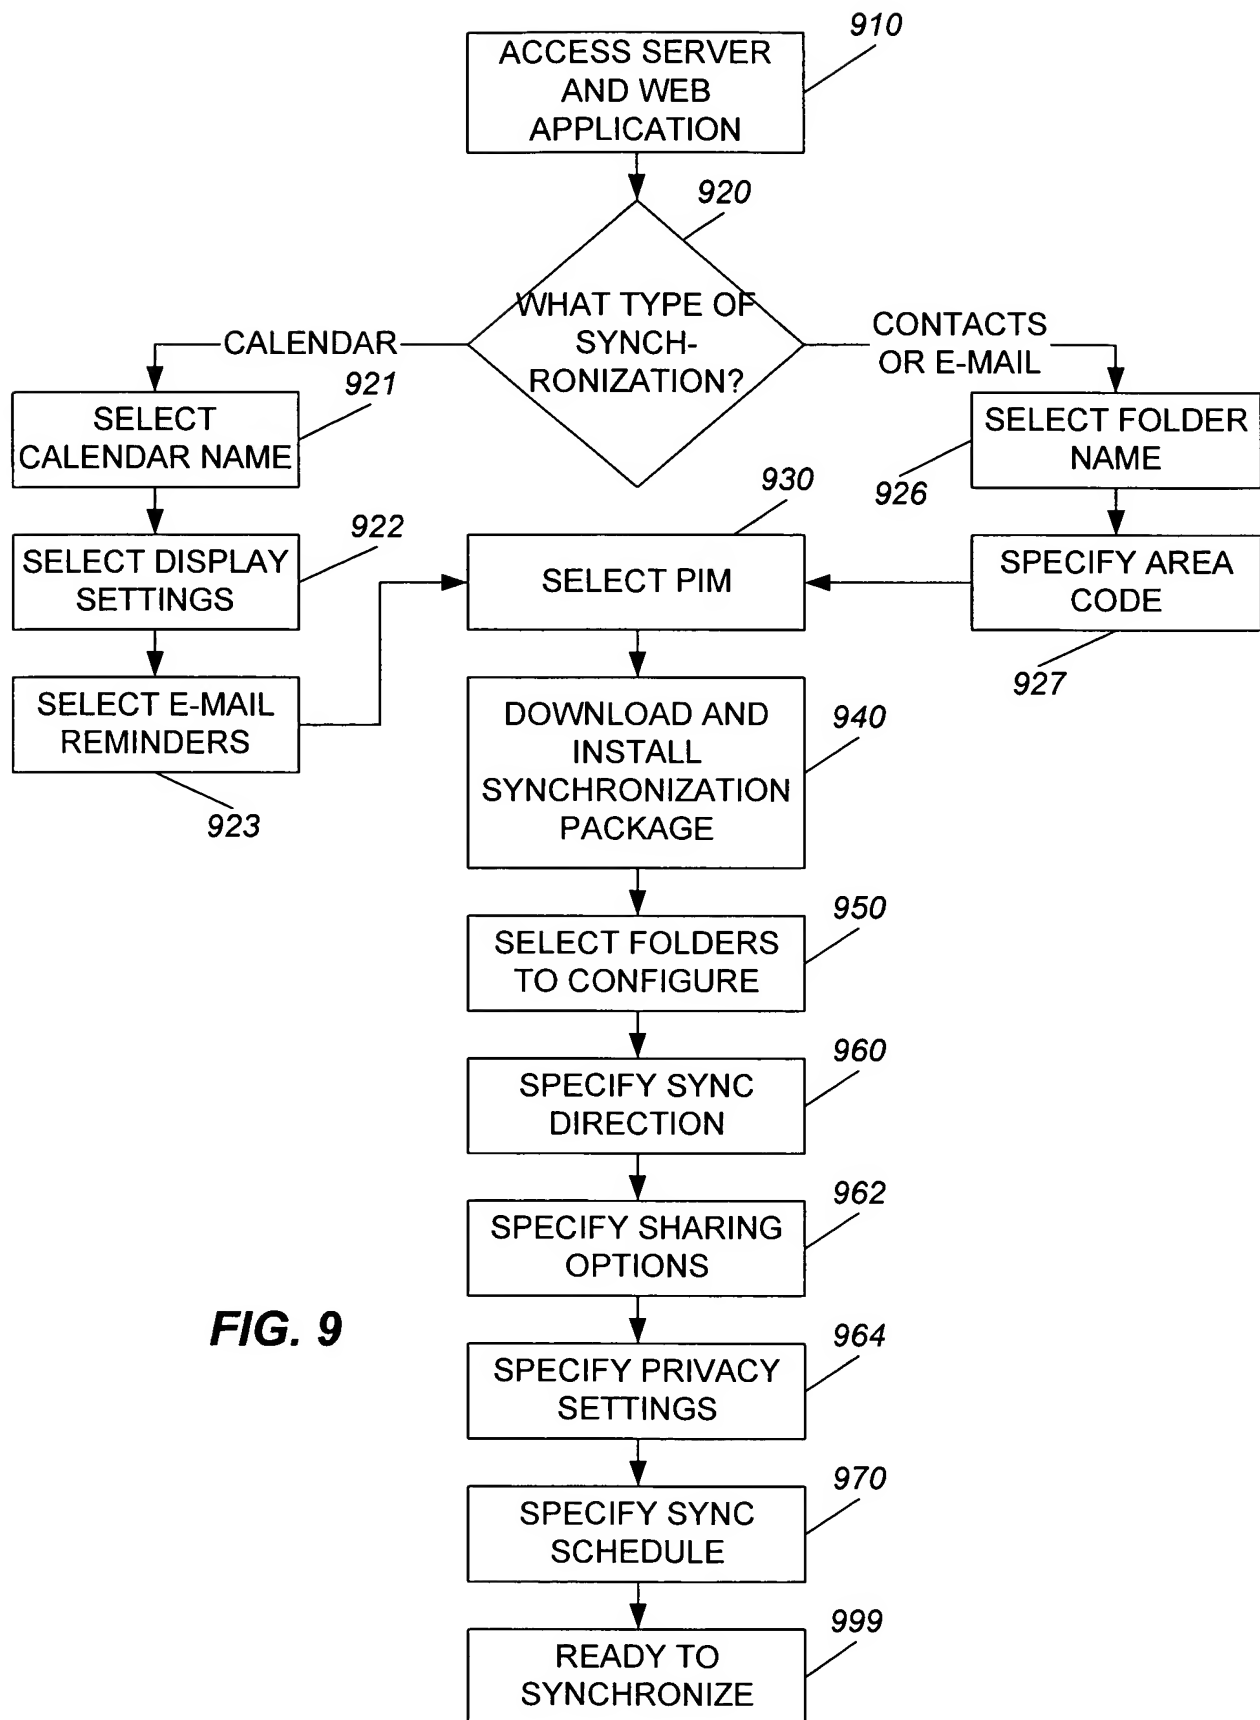 910
ACCESS SERVER
AND WEB
APPLICATION
920
WHAT TYPE OF
SYNCH-
RONIZATION?
CALENDAR
CONTACTS
OR E-MAIL
921
SELECT
CALENDAR NAME
SELECT FOLDER
NAME
926
922
SELECT DISPLAY
SETTINGS
930
SELECT PIM
SPECIFY AREA
CODE
927
SELECT E-MAIL
REMINDERS
923
DOWNLOAD AND
INSTALL
SYNCHRONIZATION
PACKAGE
940
950
SELECT FOLDERS
TO CONFIGURE
960
SPECIFY SYNC
DIRECTION
962
SPECIFY SHARING
OPTIONS
FIG. 9
964
SPECIFY PRIVACY
SETTINGS
970
SPECIFY SYNC
SCHEDULE
999
READY TO
SYNCHRONIZE